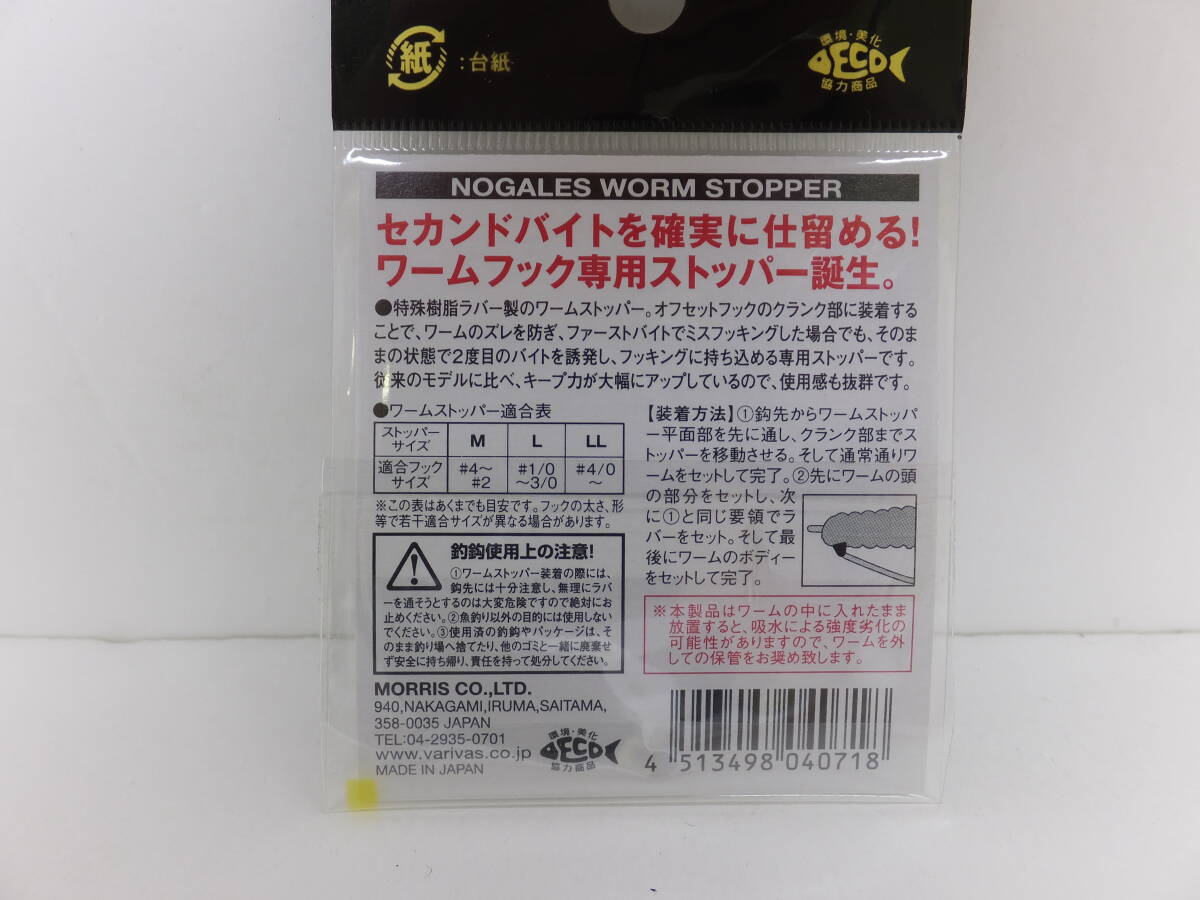 紙
：台紙
環境・美化
ECO
協力商品
NOGALES WORM STOPPER
セカンドバイトを確実に仕留める!
ワームフック専用ストッパー誕生。
●特殊樹脂ラバー製のワームストッパー。オフセットフックのクランク部に装着する
ことで、ワームのズレを防ぎ、ファーストバイトでミスフッキングした場合でも、そのま
まの状態で2度目のバイトを誘発し、フッキングに持ち込める専用ストッパーです。
従来のモデルに比べ、キープ力が大幅にアップしているので、使用感も抜群です。
●ワームストッパー適合表
ストッパー
サイズ
M
L
LL
適合フック
サイズ
#4〜
#2
#1/0
〜3/0
#4/0
〜
※この表はあくまでも目安です。フックの太さ、形
等で若干適合サイズが異なる場合があります。
釣鈎使用上の注意!
①ワームストッパー装着の際には、
鈎先には十分注意し、無理にラバ
ーを通そうとするのは大変危険ですので絶対にお
止めください。②魚釣り以外の目的には使用しない
でください。③使用済の釣鈎やパッケージは、そ
のまま釣り場へ捨てたり、他のゴミと一緒に廃棄せ
ず安全に持ち帰り、責任を持って処分してください。
【装着方法】①鈎先からワームストッパ
ー平面部を先に通し、クランク部までス
トッパーを移動させる。そして通常通りワ
ームをセットして完了。②先にワームの頭
の部分をセットし、次
に①と同じ要領でラ
バーをセット。そして最
後にワームのボディー
をセットして完了。
※本製品はワームの中に入れたまま
放置すると、吸水による強度劣化の
可能性がありますので、ワームを外
しての保管をお奨め致します。
MORRIS CO.,LTD.
940,NAKAGAMI,IRUMA,SAITAMA,
358-0035 JAPAN
TEL:04-2935-0701
www.varivas.co.jp
MADE IN JAPAN
環境・美化
ECO
協力商品
4 513498 040718